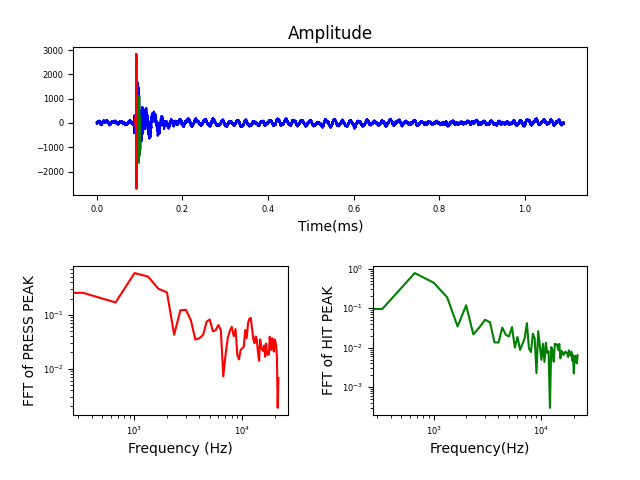 Amplitude
3000
2000
1000
0
−1000
−2000
0.0 0.2 0.4 0.6 0.8 1.0
Time(ms)
FFT of PRESS PEAK
10⁻¹
10⁻²
10³ 10⁴
Frequency (Hz)
FFT of HIT PEAK
10⁰
10⁻¹
10⁻²
10⁻³
10³ 10⁴
Frequency(Hz)